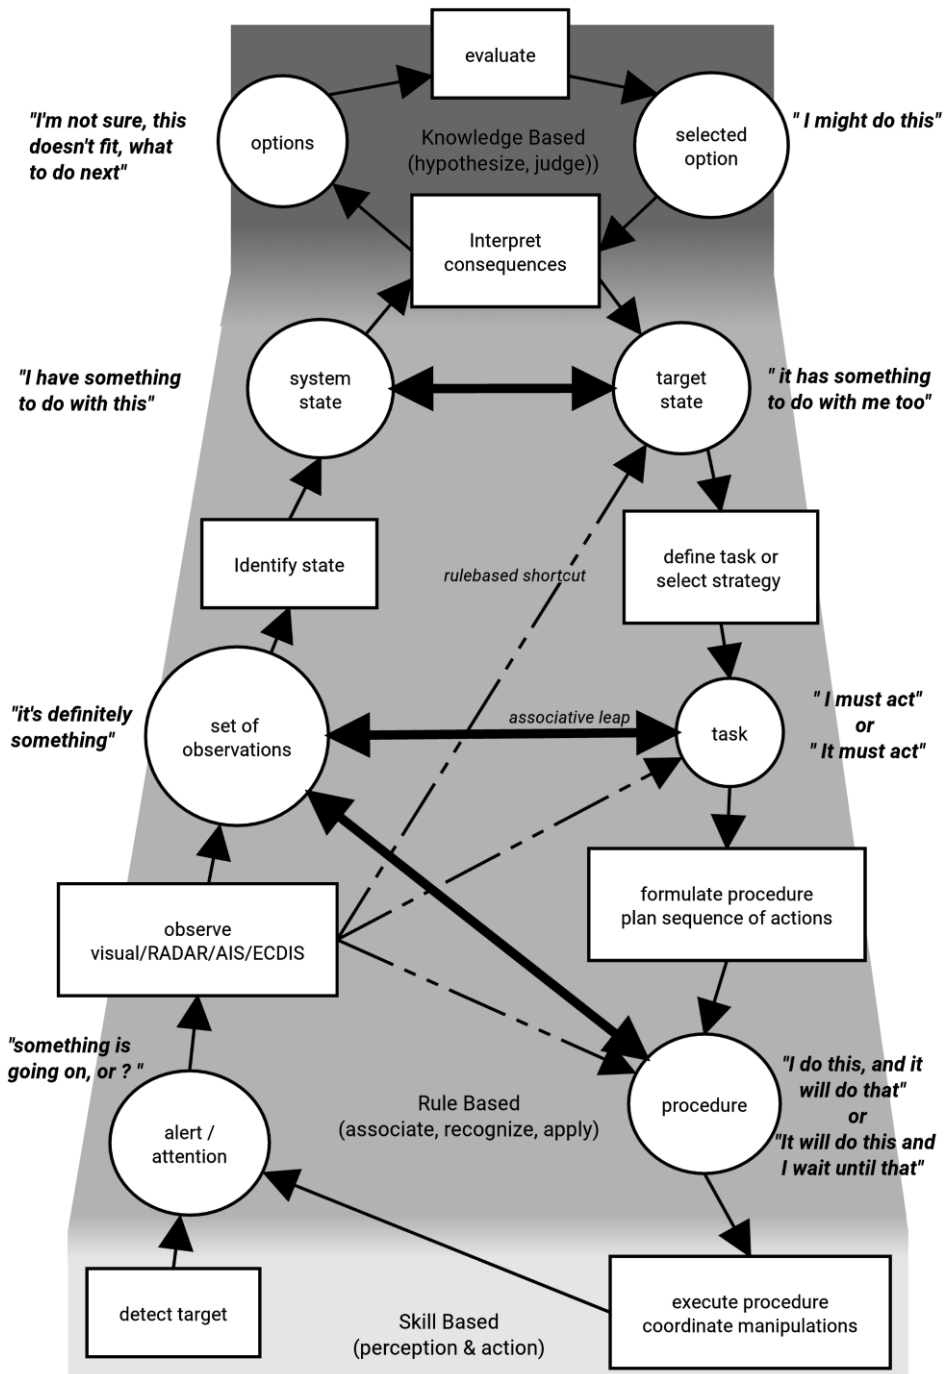 evaluate
"I'm not sure, this
doesn't fit, what
to do next"
options
Knowledge Based
(hypothesize, judge))
selected
option
" I might do this"
Interpret
consequences
"I have something
to do with this"
system
state
target
state
" it has something
to do with me too"
Identify state
rulebased shortcut
define task or
select strategy
"it's definitely
something"
set of
observations
associative leap
task
" I must act"
or
" It must act"
observe
visual/RADAR/AIS/ECDIS
formulate procedure
plan sequence of actions
"something is
going on, or ? "
alert /
attention
Rule Based
(associate, recognize, apply)
procedure
"I do this, and it
will do that"
or
"It will do this and
I wait until that"
detect target
Skill Based
(perception & action)
execute procedure
coordinate manipulations